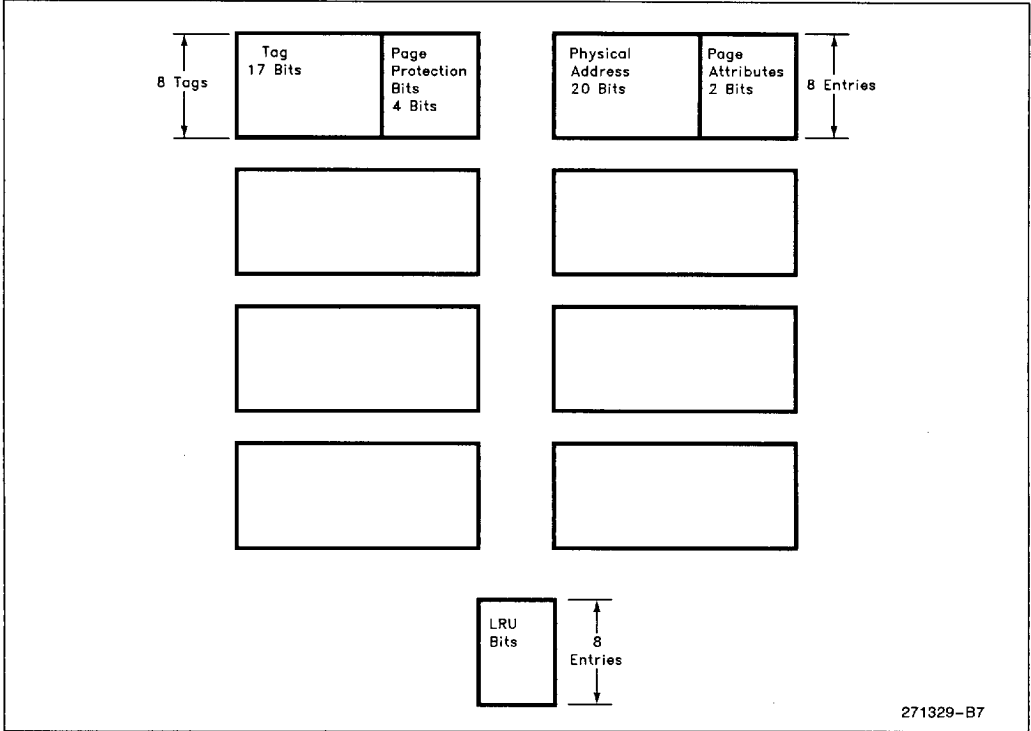 8 Tags
Tag
17 Bits
Page
Protection
Bits
4 Bits
Physical
Address
20 Bits
Page
Attributes
2 Bits
8 Entries
LRU
Bits
8
Entries
271329-B7